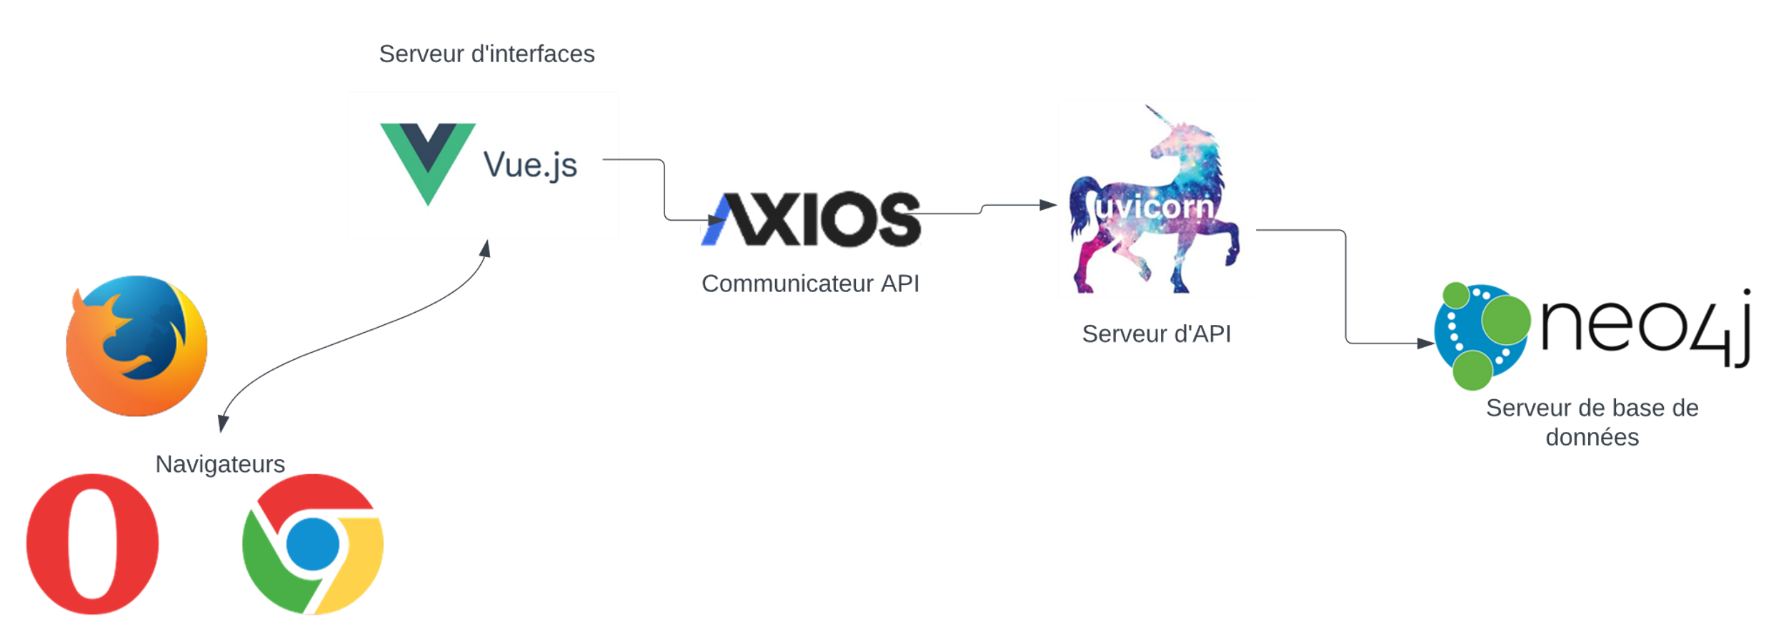 Serveur d'interfaces
Vue.js
AXIOS
Communicateur API
uvicorn
Serveur d'API
neo4j
Serveur de base de
données
Navigateurs